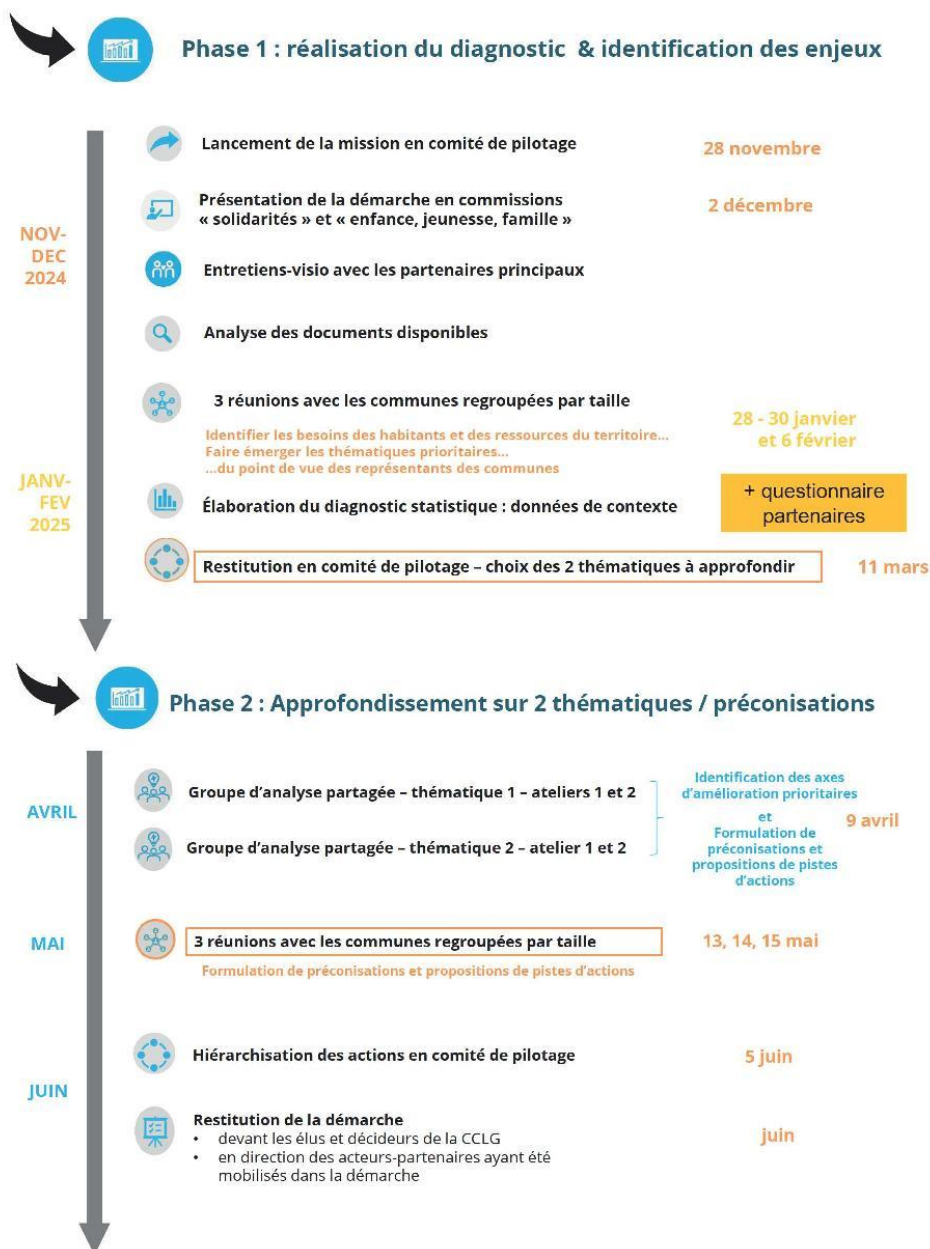 Phase 1 : réalisation du diagnostic & identification des enjeux
Lancement de la mission en comité de pilotage
28 novembre
Présentation de la démarche en commissions
« solidarités » et « enfance, jeunesse, famille »
2 décembre
NOV-
DEC
2024
Entretiens-visio avec les partenaires principaux
Analyse des documents disponibles
3 réunions avec les communes regroupées par taille
Identifier les besoins des habitants et des ressources du territoire...
Faire émerger les thématiques prioritaires...
...du point de vue des représentants des communes
28 - 30 janvier
et 6 février
JANV-
FEV
2025
Élaboration du diagnostic statistique : données de contexte
+ questionnaire
partenaires
Restitution en comité de pilotage – choix des 2 thématiques à approfondir
11 mars
Phase 2 : Approfondissement sur 2 thématiques / préconisations
AVRIL
Groupe d'analyse partagée – thématique 1 – ateliers 1 et 2
Groupe d'analyse partagée – thématique 2 – atelier 1 et 2
Identification des axes
d'amélioration prioritaires
et
Formulation de
préconisations et
propositions de pistes
d'actions
9 avril
MAI
3 réunions avec les communes regroupées par taille
13, 14, 15 mai
Formulation de préconisations et propositions de pistes d'actions
Hiérarchisation des actions en comité de pilotage
5 juin
JUIN
Restitution de la démarche
• devant les élus et décideurs de la CCLG
• en direction des acteurs-partenaires ayant été
mobilisés dans la démarche
juin